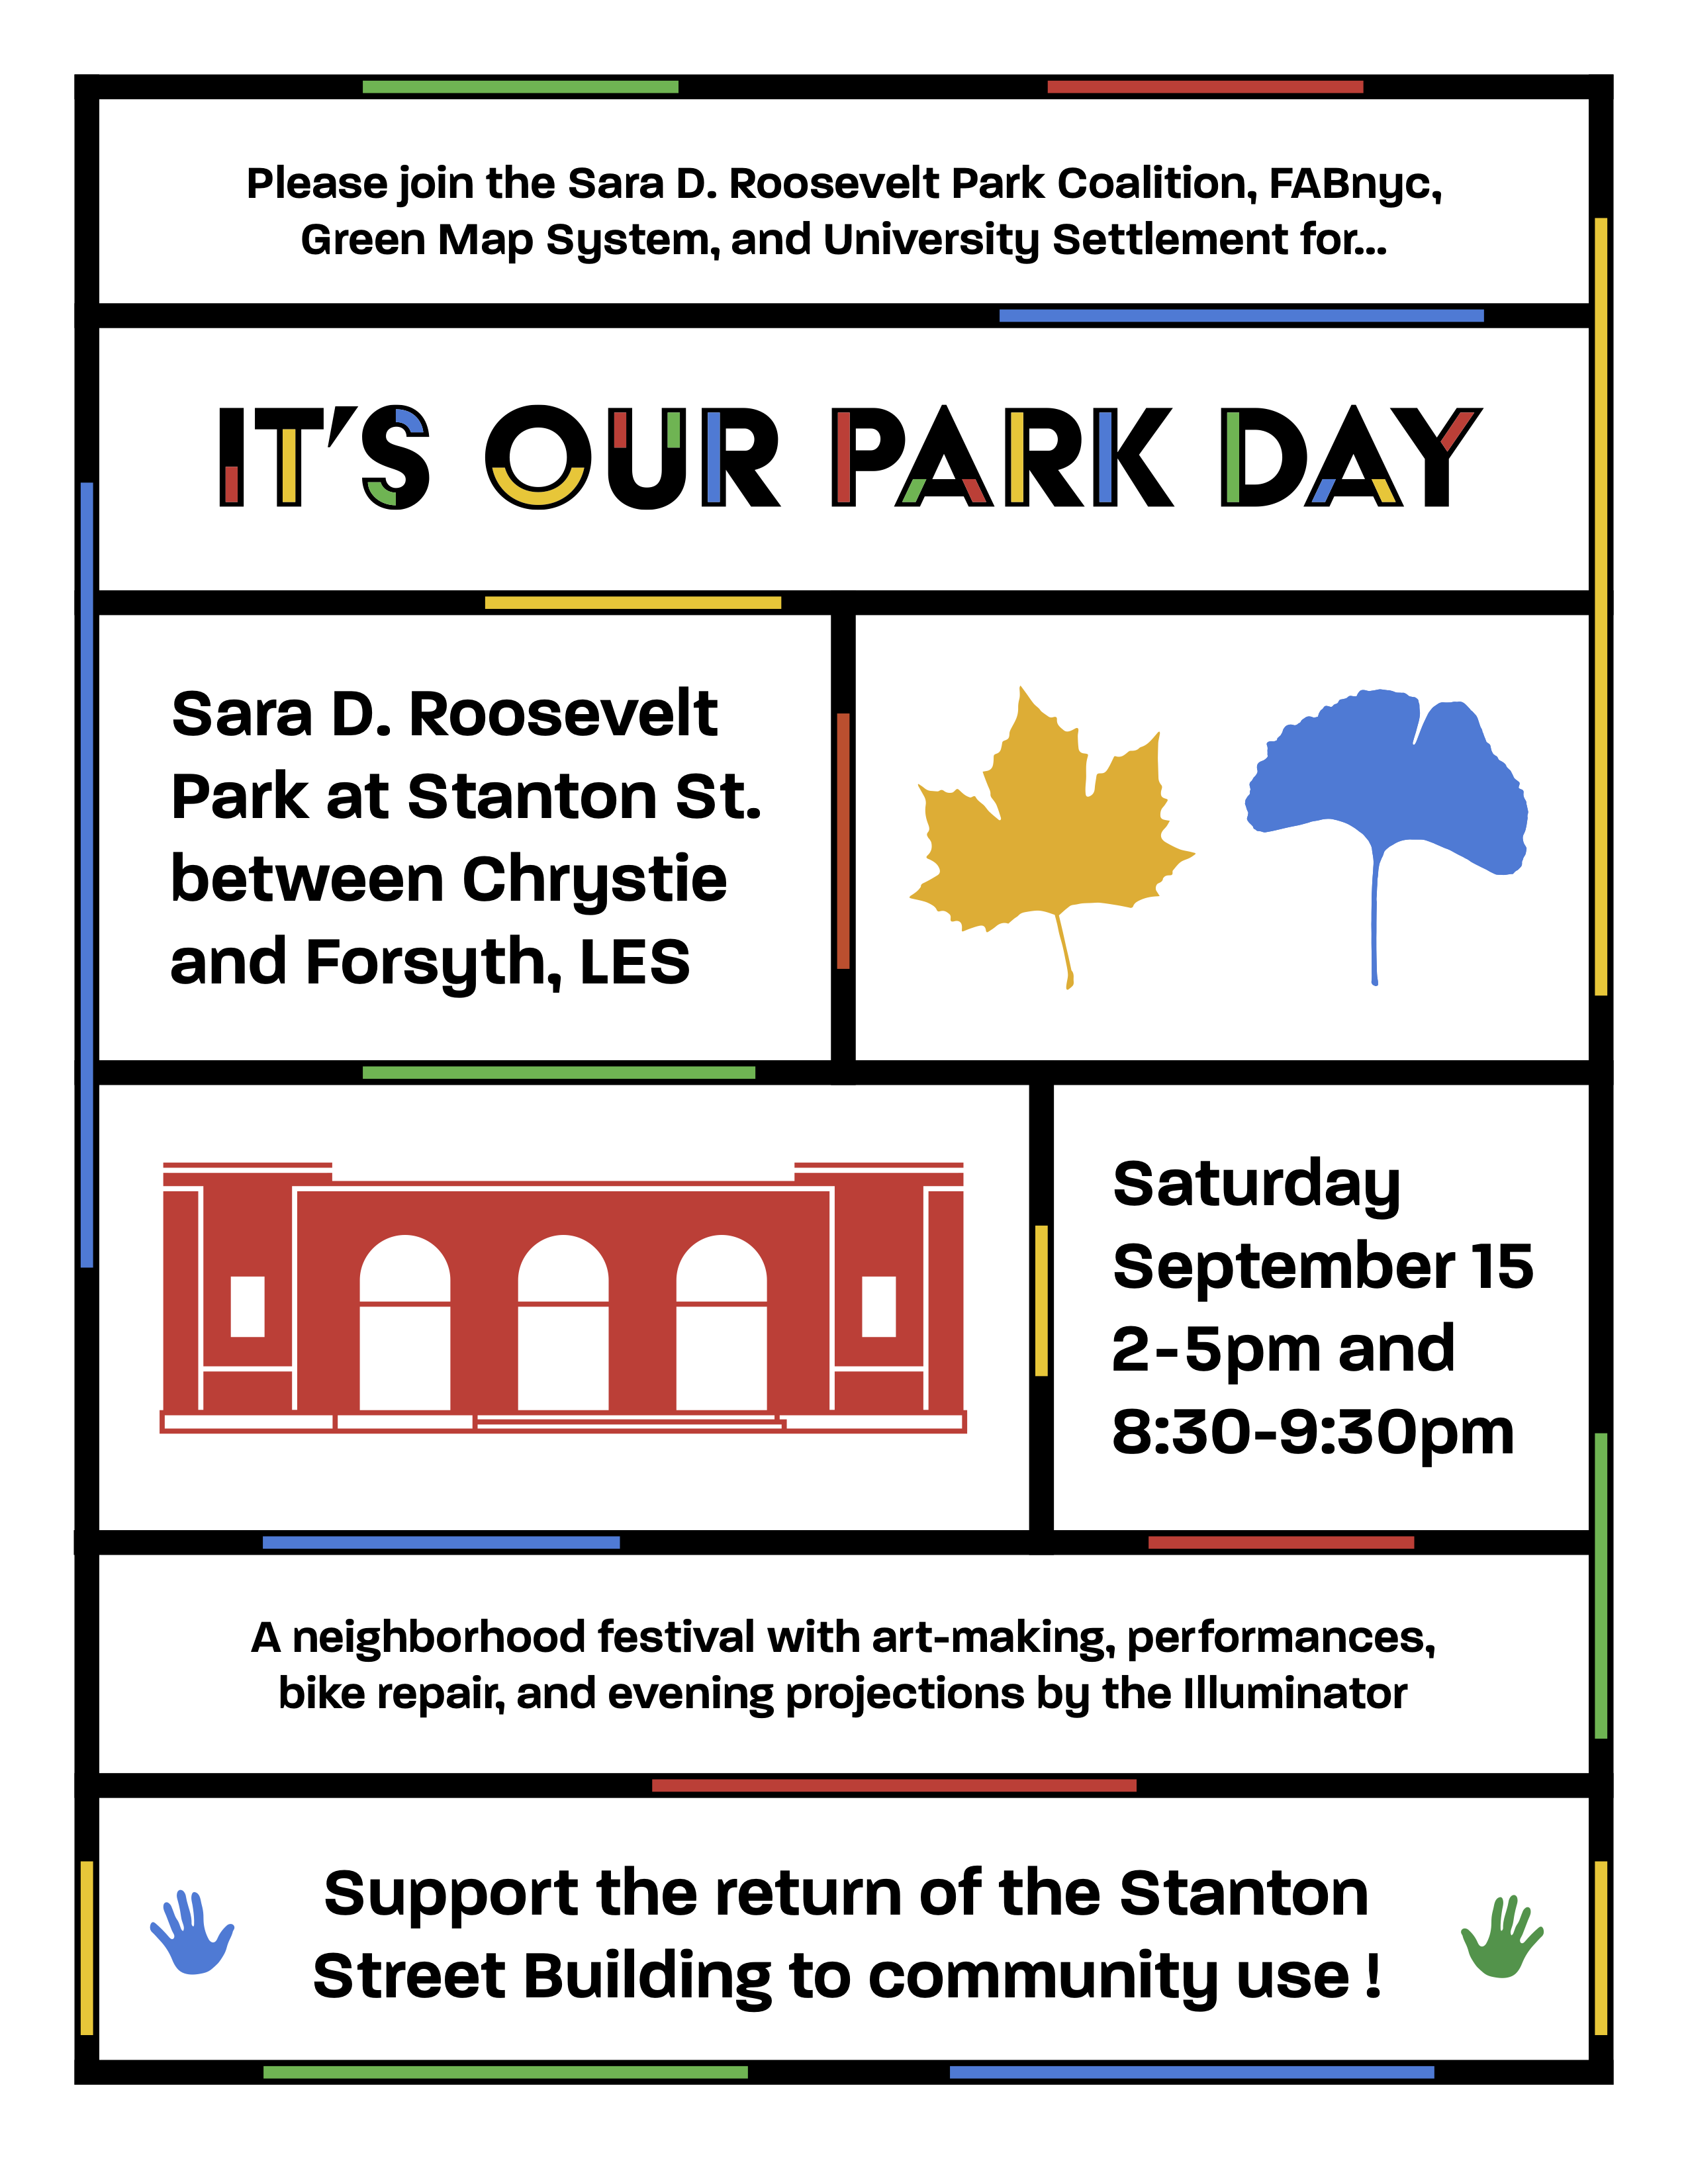 Please join the Sara D. Roosevelt Park Coalition, FABnyc,
Green Map System, and University Settlement for...
IT'S OUR PARK DAY
Sara D. Roosevelt
Park at Stanton St.
between Chrystie
and Forsyth, LES
Saturday
September 15
2-5pm and
8:30-9:30pm
A neighborhood festival with art-making, performances,
bike repair, and evening projections by the Illuminator
Support the return of the Stanton
Street Building to community use !